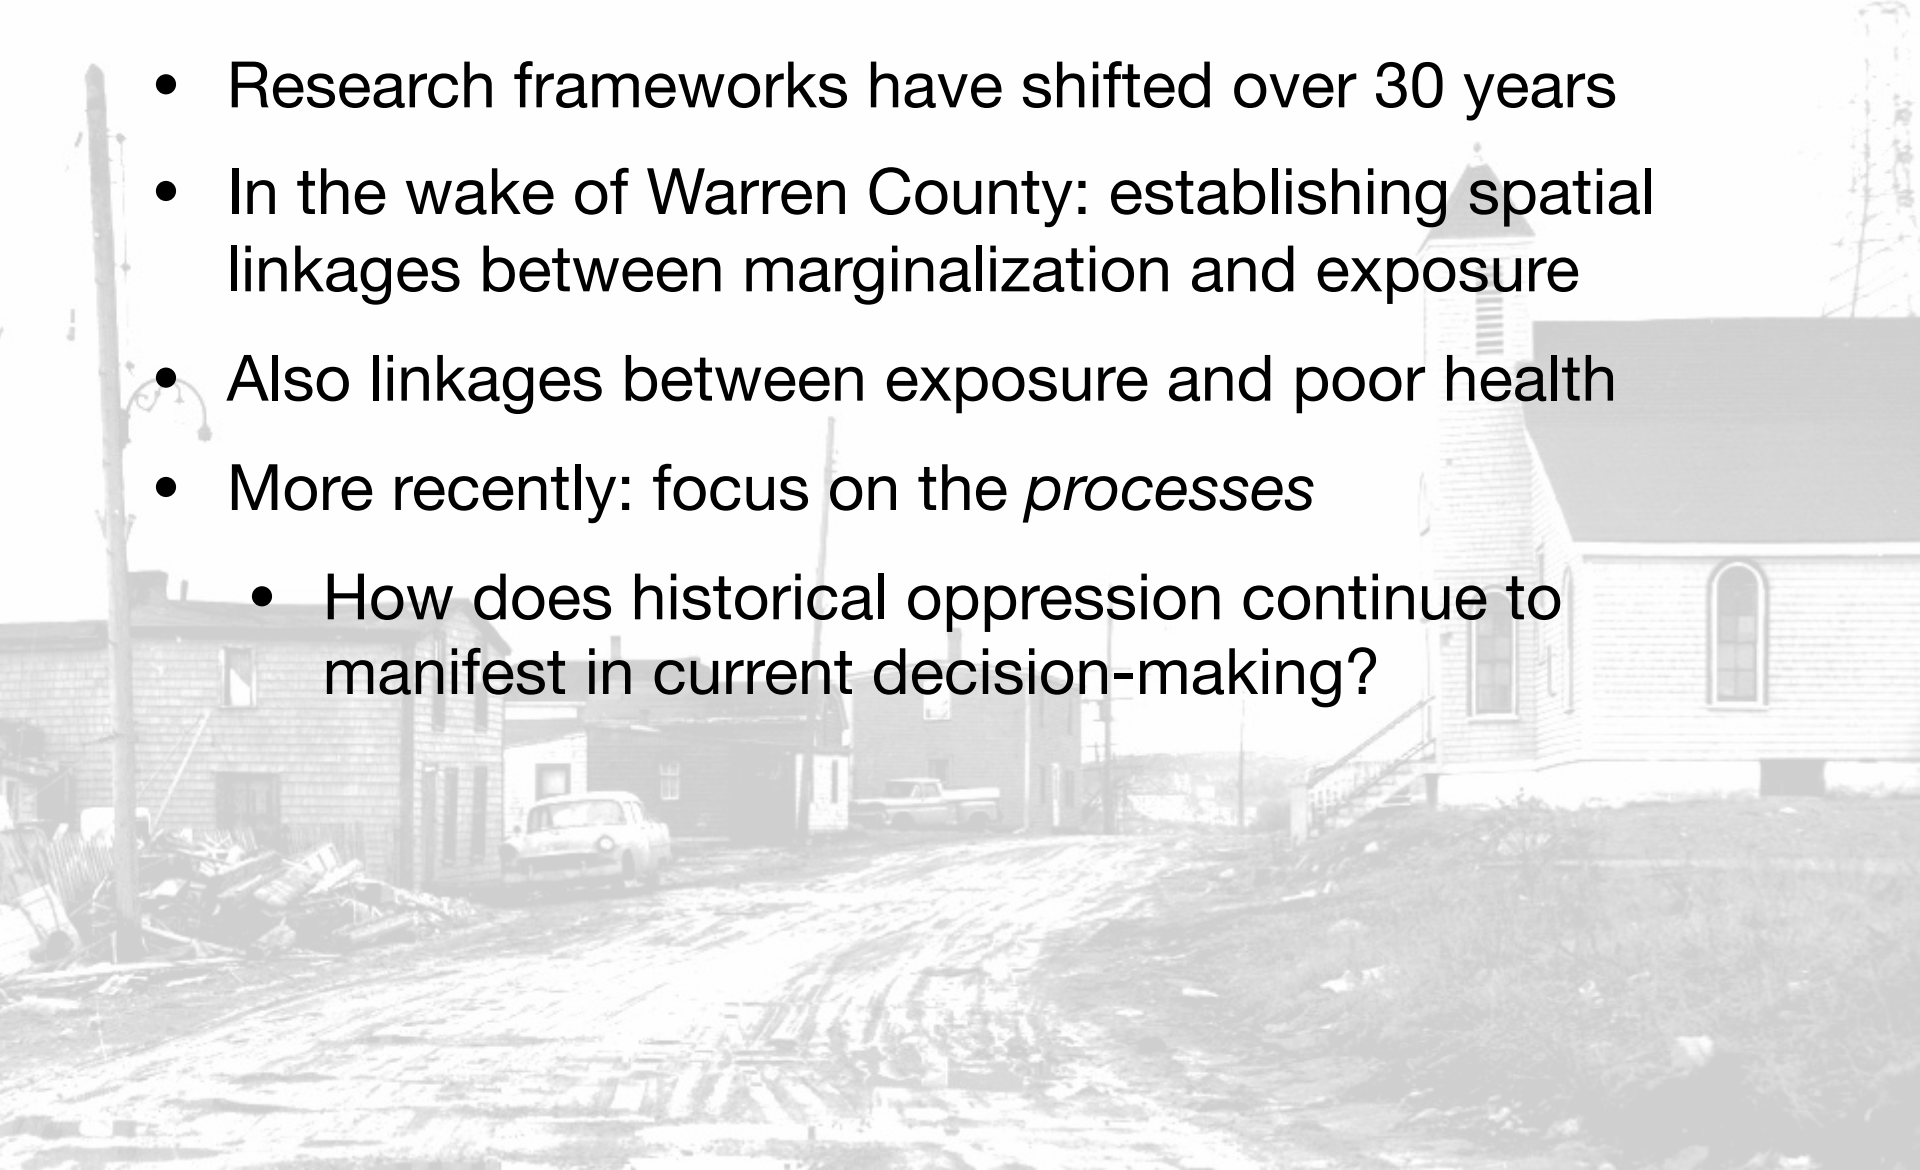 • Research frameworks have shifted over 30 years
• In the wake of Warren County: establishing spatial
linkages between marginalization and exposure
• Also linkages between exposure and poor health
• More recently: focus on the processes
• How does historical oppression continue to
manifest in current decision-making?